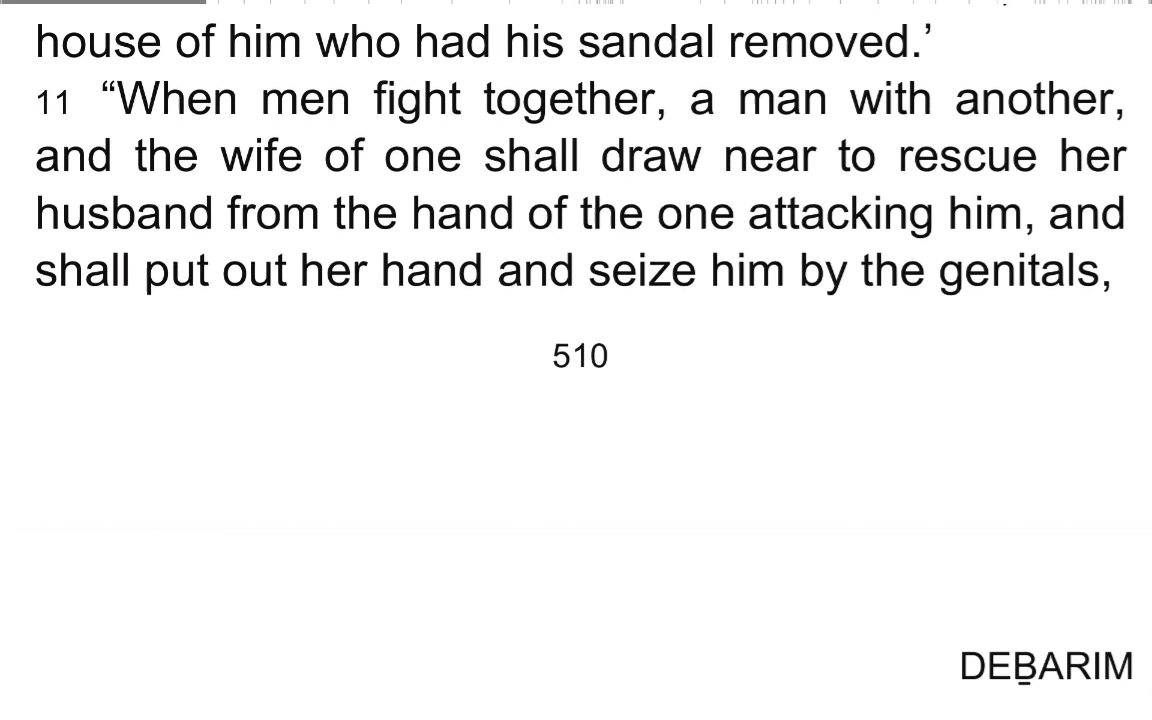 house of him who had his sandal removed.’
11 “When men fight together, a man with another,
and the wife of one shall draw near to rescue her
husband from the hand of the one attacking him, and
shall put out her hand and seize him by the genitals,
510
DEḆARIM